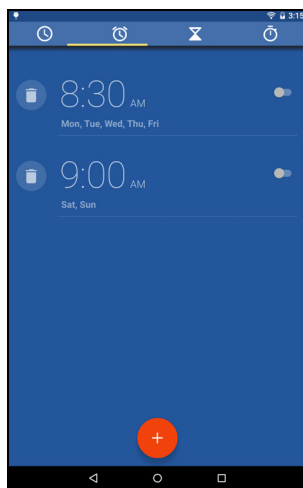 3:15
8:30 AM
Mon, Tue, Wed, Thu, Fri
9:00 AM
Sat, Sun